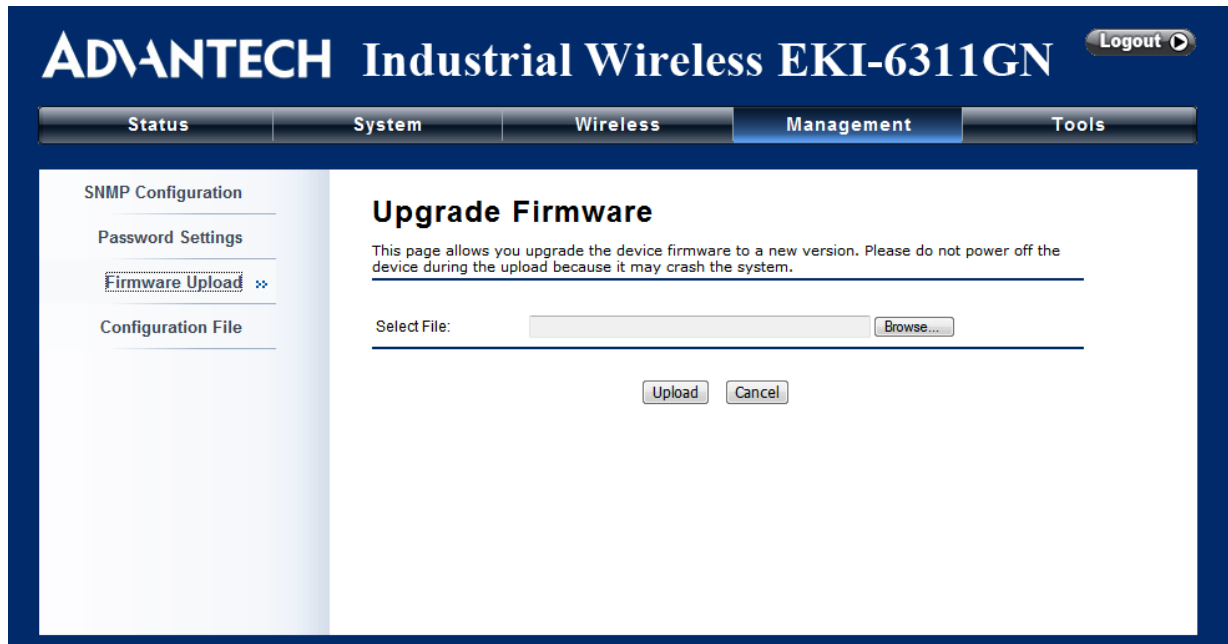 ADVANTECH Industrial Wireless EKI-6311GN
Logout
Status System Wireless Management Tools
SNMP Configuration
Password Settings
Firmware Upload »
Configuration File
Upgrade Firmware
This page allows you upgrade the device firmware to a new version. Please do not power off the
device during the upload because it may crash the system.
Select File: Browse...
Upload Cancel